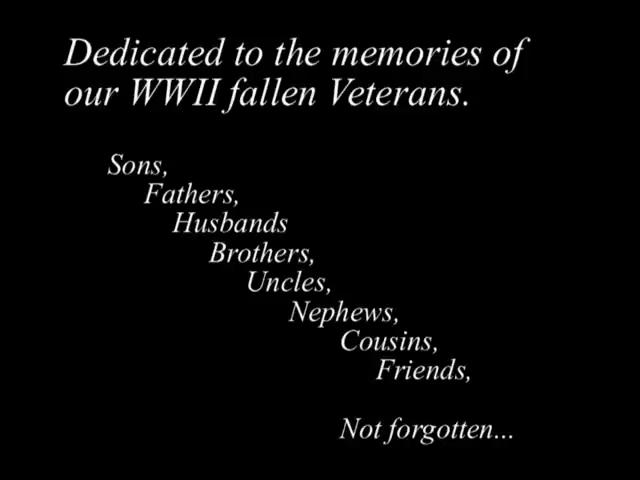 Dedicated to the memories of
our WWII fallen Veterans.
Sons,
Fathers,
Husbands
Brothers,
Uncles,
Nephews,
Cousins,
Friends,
Not forgotten...